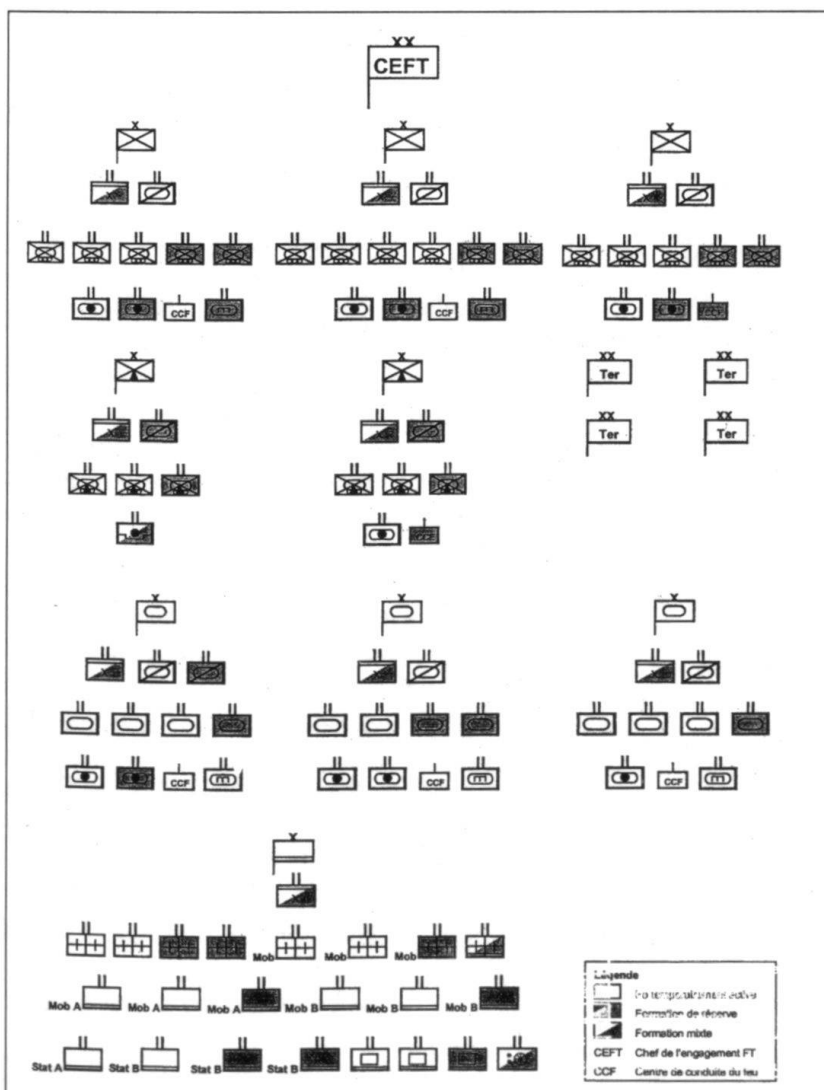 XX
CEFT
X
X
X
CCF
CCF
X
X
XX
XX
Ter
Ter
XX
XX
Ter
Ter
X
X
X
CCF
CCF
CCF
X
Mob
Mob
Mob
Mob A
Mob A
Mob A
Mob B
Mob B
Mob B
Stat A
Stat B
Stat B
Stat B
Légende
temporairement active
Formation de réserve
Formation mixte
CEFT Chef de l'engagement FT
CCF Centre de conduite du feu